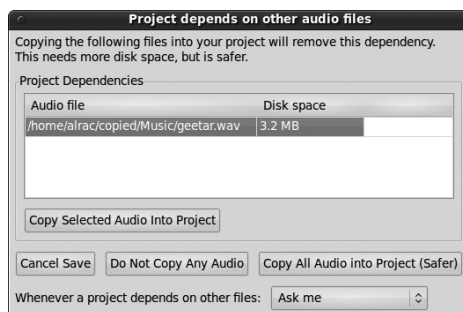 Project depends on other audio files
Copying the following files into your project will remove this dependency.
This needs more disk space, but is safer.
Project Dependencies
Audio file Disk space
/home/alrac/copied/Music/geetar.wav 3.2 MB
Copy Selected Audio Into Project
Cancel Save Do Not Copy Any Audio Copy All Audio into Project (Safer)
Whenever a project depends on other files: Ask me